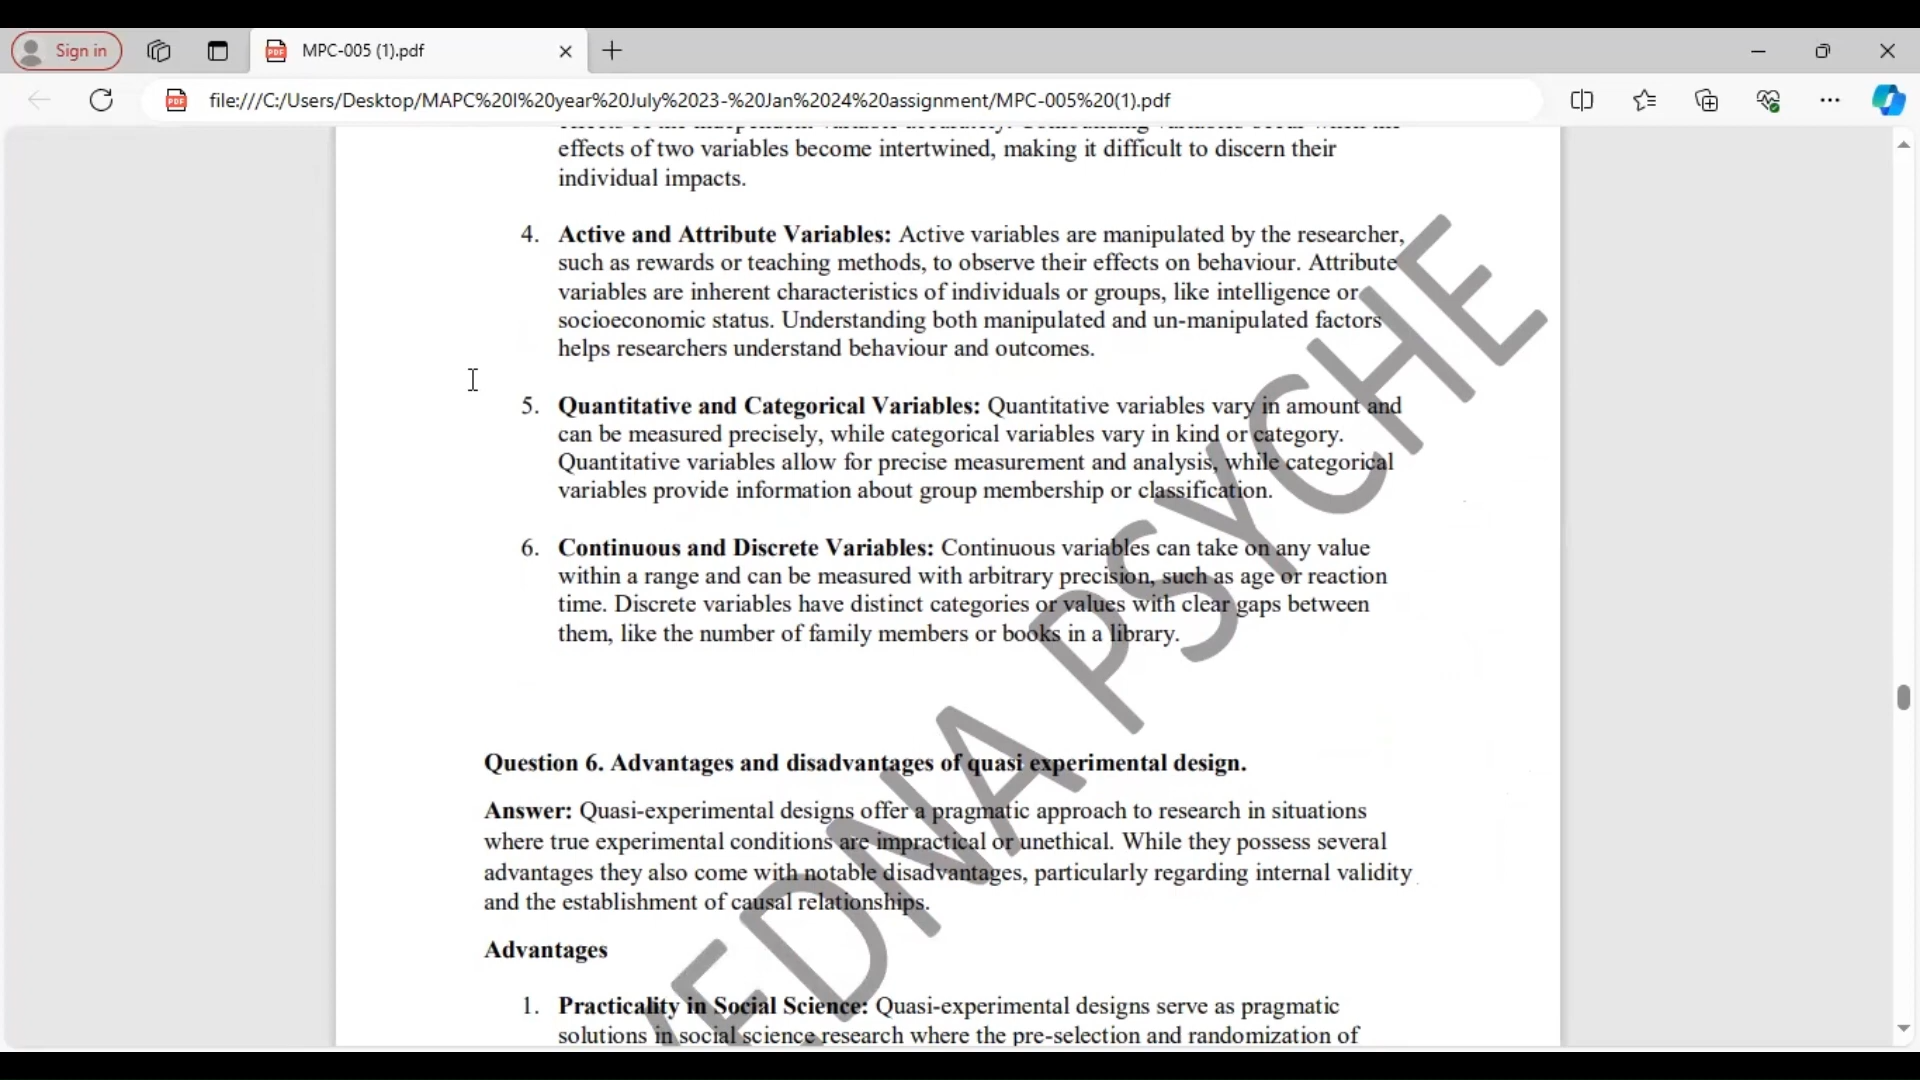 Sign in
MPC-005 (1).pdf
file:///C:/Users/Desktop/MAPC%20I%20year%20July%202023-%20Jan%202024%20assignment/MPC-005%20(1).pdf
effects of two variables become intertwined, making it difficult to discern their
individual impacts.
4. Active and Attribute Variables: Active variables are manipulated by the researcher,
such as rewards or teaching methods, to observe their effects on behaviour. Attribute
variables are inherent characteristics of individuals or groups, like intelligence or
socioeconomic status. Understanding both manipulated and un-manipulated factors
helps researchers understand behaviour and outcomes.
5. Quantitative and Categorical Variables: Quantitative variables vary in amount and
can be measured precisely, while categorical variables vary in kind or category.
Quantitative variables allow for precise measurement and analysis, while categorical
variables provide information about group membership or classification.
6. Continuous and Discrete Variables: Continuous variables can take on any value
within a range and can be measured with arbitrary precision, such as age or reaction
time. Discrete variables have distinct categories or values with clear gaps between
them, like the number of family members or books in a library.
Question 6. Advantages and disadvantages of quasi experimental design.
Answer: Quasi-experimental designs offer a pragmatic approach to research in situations
where true experimental conditions are impractical or unethical. While they possess several
advantages they also come with notable disadvantages, particularly regarding internal validity
and the establishment of causal relationships.
Advantages
1. Practicality in Social Science: Quasi-experimental designs serve as pragmatic
solutions in social science research where the pre-selection and randomization of
EDNA PSYCHE